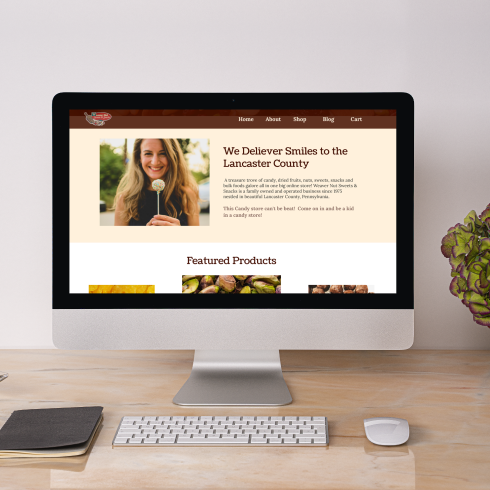 Home About Shop Blog Cart
We Deliever Smiles to the
Lancaster County
A treasure trove of candy, dried fruits, nuts, sweets, snacks and
bulk foods galore all in our big online store! Weaver Nut Sweets &
Snacks is a family owned and operated business since 1975
nestled in beautiful Lancaster County, Pennsylvania.
This Candy store can't be beat! Come on in and be a kid
in a candy store!
Featured Products